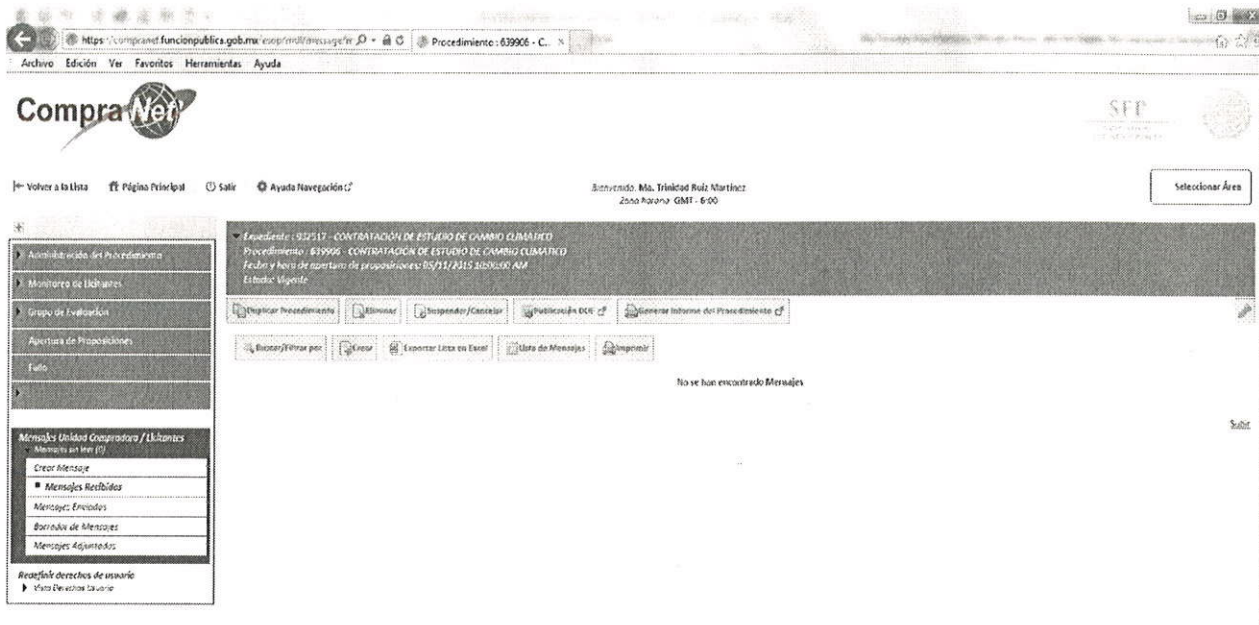 Procedimiento : 639906 - C...
Archivo Edición Ver Favoritos Herramientas Ayuda
CompraNet
SFP
Volver a la Lista Página Principal Salir Ayuda Navegación
Bienvenido, Ma. Trinidad Ruiz Martinez
Zona horaria GMT - 6:00
Seleccionar Área
Expediente : 932517 - CONTRATACIÓN DE ESTUDIO DE CAMBIO CLIMATICO
Procedimiento : 639906 - CONTRATACIÓN DE ESTUDIO DE CAMBIO CLIMATICO
Fecha y hora de apertura de proposiciones: 05/11/2015 10:00:00 AM
Estado: Vigente
Duplicar Procedimiento Eliminar Suspender/Cancelar Publicación DOF Generar Informe del Procedimiento
Buscar/Filtrar por Crear Exportar Lista en Excel Lista de Mensajes Imprimir
No se han encontrado Mensajes
Subir
Administración del Procedimiento
Monitoreo de Licitantes
Grupo de Evaluación
Apertura de Proposiciones
Fallo
Mensajes Unidad Compradora / Licitantes
Mensajes sin leer (0)
Crear Mensaje
Mensajes Recibidos
Mensajes Enviados
Borrador de Mensajes
Mensajes Adjuntados
Redefinir derechos de usuario
Vista Derechos Usuario